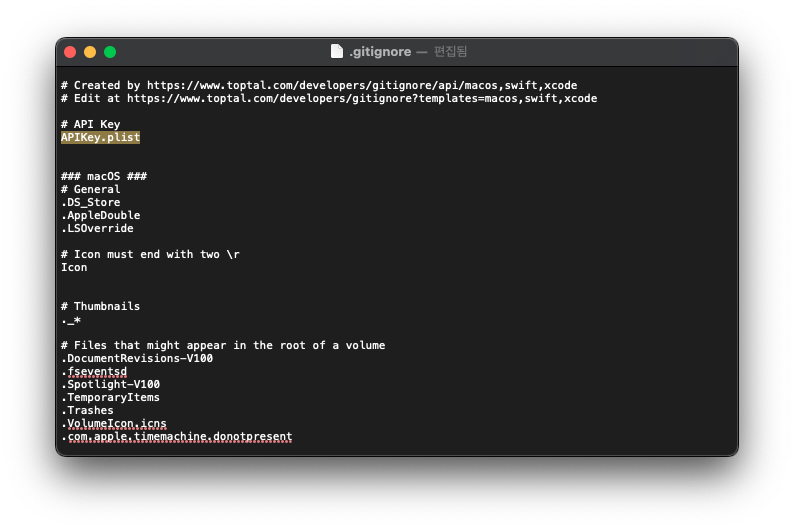 .gitignore — 편집됨
# Created by https://www.toptal.com/developers/gitignore/api/macos,swift,xcode
# Edit at https://www.toptal.com/developers/gitignore?templates=macos,swift,xcode
# API Key
APIKey.plist
### macOS ###
# General
.DS_Store
.AppleDouble
.LSOverride
# Icon must end with two \r
Icon
# Thumbnails
._*
# Files that might appear in the root of a volume
.DocumentRevisions-V100
.fseventsd
.Spotlight-V100
.TemporaryItems
.Trashes
.VolumeIcon.icns
.com.apple.timemachine.donotpresent